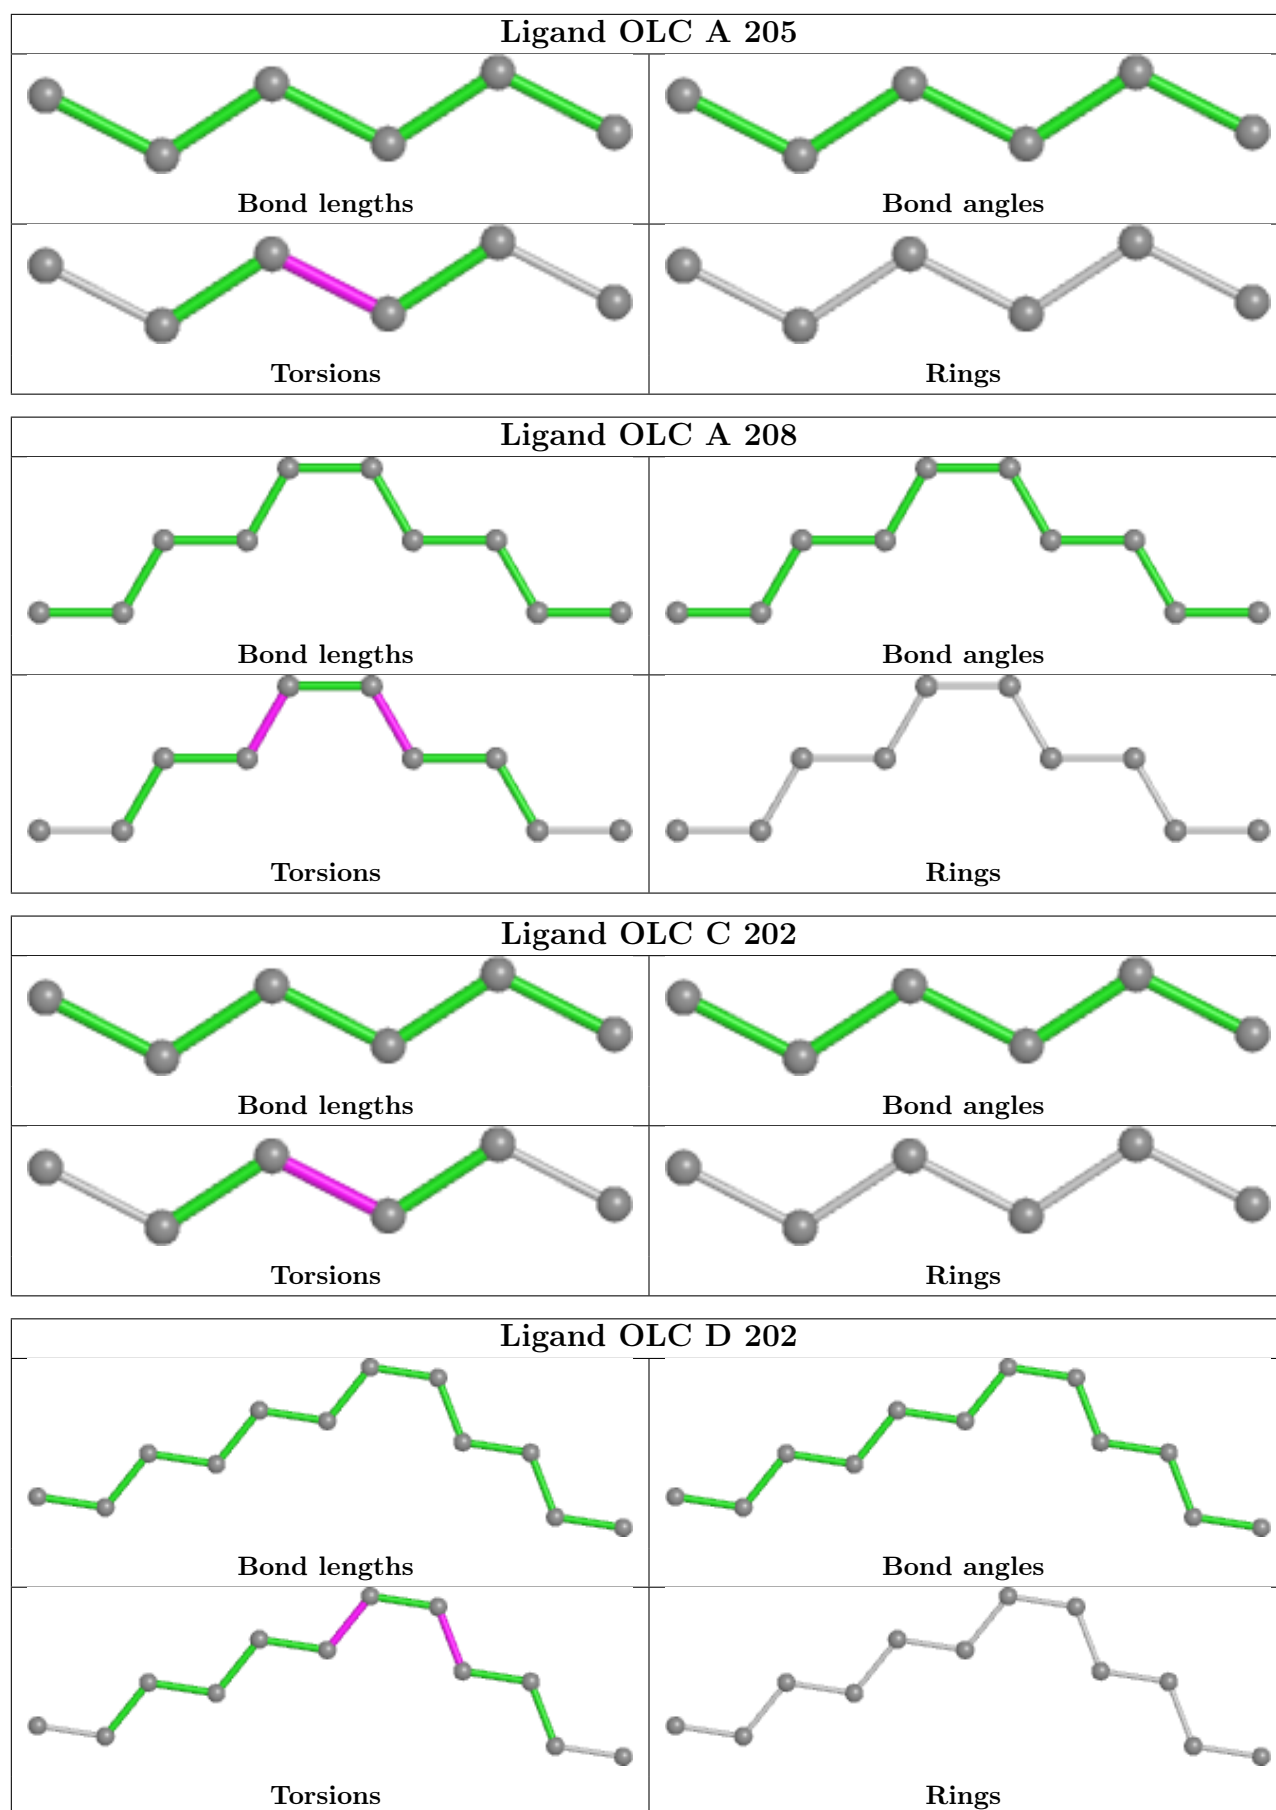 Ligand OLC A 205
Bond lengths
Bond angles
Torsions
Rings
Ligand OLC A 208
Bond lengths
Bond angles
Torsions
Rings
Ligand OLC C 202
Bond lengths
Bond angles
Torsions
Rings
Ligand OLC D 202
Bond lengths
Bond angles
Torsions
Rings